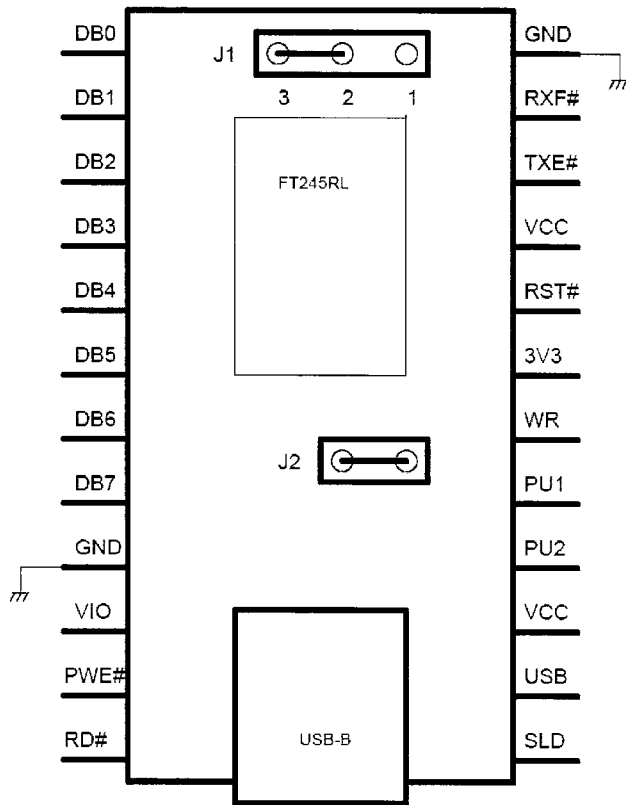 DB0
J1
GND
3 2 1
DB1
RXF#
FT245RL
DB2
TXE#
DB3
VCC
DB4
RST#
DB5
3V3
DB6
WR
J2
DB7
PU1
GND
PU2
VIO
VCC
PWE#
USB
RD#
USB-B
SLD